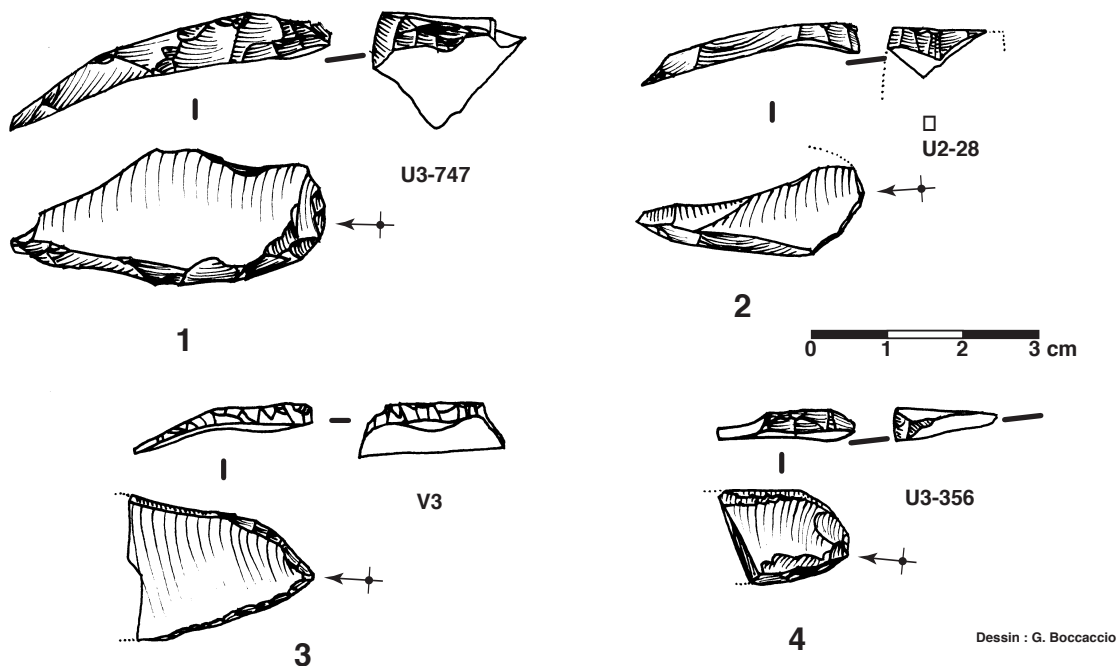 U3-747
1
U2-28
2
0 1 2 3 cm
V3
3
U3-356
4
Dessin : G. Boccaccio